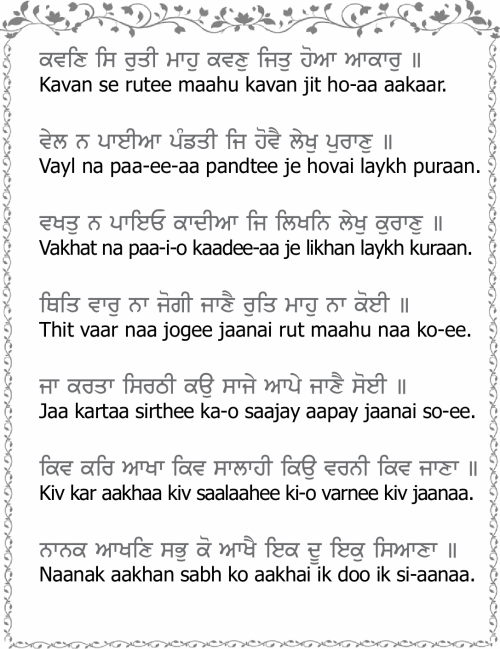 ਕਵਣਿ ਸਿ ਰੁਤੀ ਮਾਹੁ ਕਵਣੁ ਜਿਤੁ ਹੋਆ ਆਕਾਰੁ ॥
Kavan se rutee maahu kavan jit ho-aa aakaar.
ਵੇਲ ਨ ਪਾਈਆ ਪੰਡਤੀ ਜਿ ਹੋਵੈ ਲੇਖੁ ਪੁਰਾਣੁ ॥
Vayl na paa-ee-aa pandtee je hovai laykh puraan.
ਵਖਤੁ ਨ ਪਾਇਓ ਕਾਦੀਆ ਜਿ ਲਿਖਨਿ ਲੇਖੁ ਕੁਰਾਣੁ ॥
Vakhat na paa-i-o kaadee-aa je likhan laykh kuraan.
ਥਿਤਿ ਵਾਰੁ ਨਾ ਜੋਗੀ ਜਾਣੈ ਰੁਤਿ ਮਾਹੁ ਨਾ ਕੋਈ ॥
Thit vaar naa jogee jaanai rut maahu naa ko-ee.
ਜਾ ਕਰਤਾ ਸਿਰਠੀ ਕਉ ਸਾਜੇ ਆਪੇ ਜਾਣੈ ਸੋਈ ॥
Jaa kartaa sirthee ka-o saajay aapay jaanai so-ee.
ਕਿਵ ਕਰਿ ਆਖਾ ਕਿਵ ਸਾਲਾਹੀ ਕਿਉ ਵਰਨੀ ਕਿਵ ਜਾਣਾ ॥
Kiv kar aakhaa kiv saalaahee ki-o varnee kiv jaanaa.
ਨਾਨਕ ਆਖਣਿ ਸਭੁ ਕੋ ਆਖੈ ਇਕ ਦੂ ਇਕੁ ਸਿਆਣਾ ॥
Naanak aakhan sabh ko aakhai ik doo ik si-aanaa.